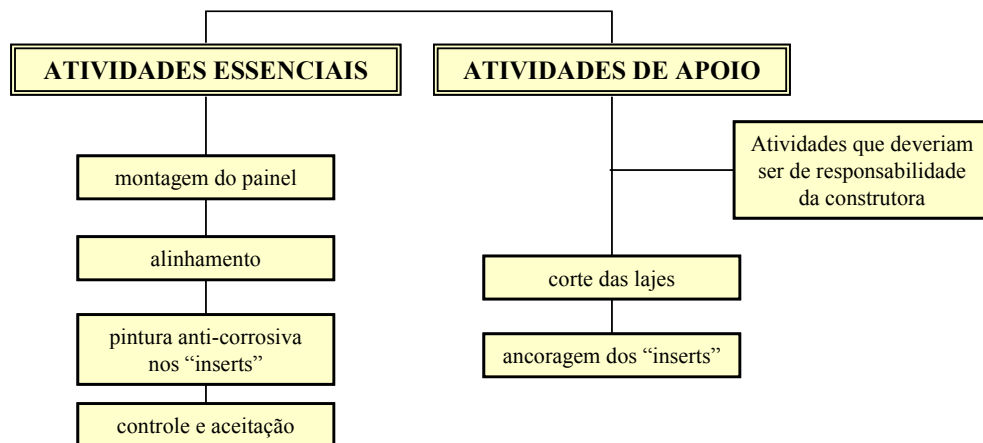 ATIVIDADES ESSENCIAIS
montagem do painel
alinhamento
pintura anti-corrosiva
nos “inserts”
controle e aceitação
ATIVIDADES DE APOIO
Atividades que deveriam
ser de responsabilidade
da construtora
corte das lajes
ancoragem dos “inserts”